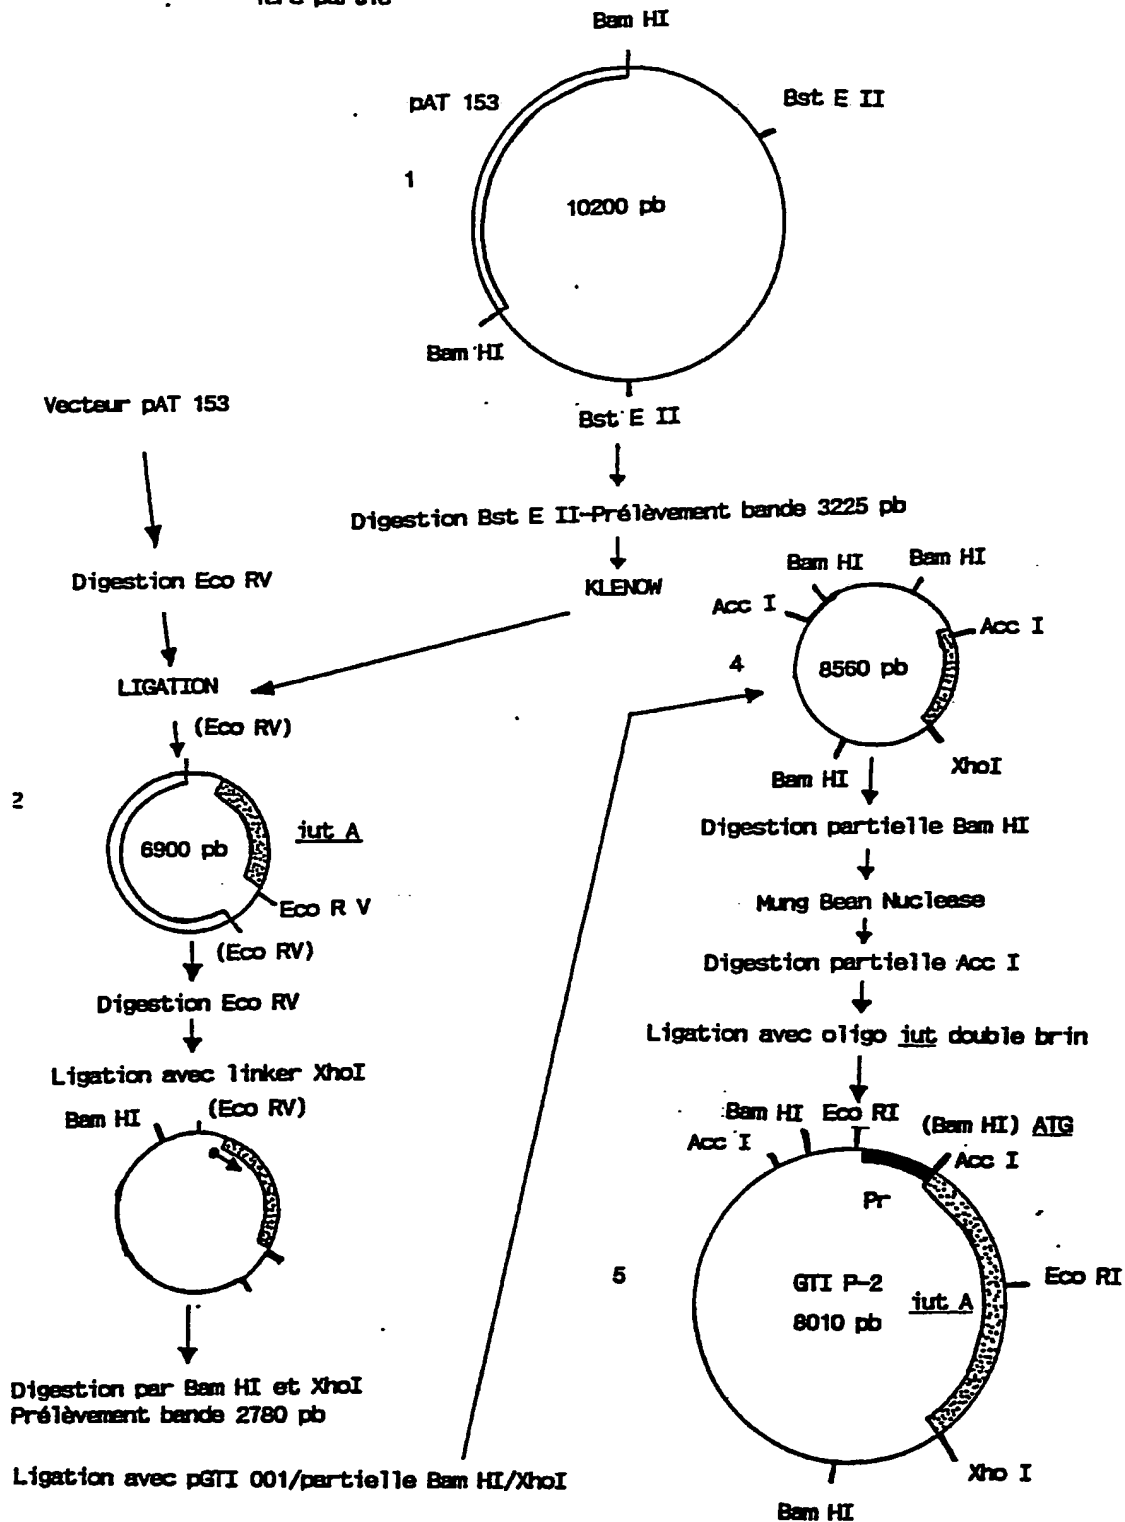 Bam HI
pAT 153
Bst E II
1
10200 pb
Bam HI
Bst E II
Vecteur pAT 153
Digestion Bst E II-Prélèvement bande 3225 pb
Digestion Eco RV
KLENOW
LIGATION
(Eco RV)
2
6900 pb
iut A
Eco R V
(Eco RV)
Digestion Eco RV
Ligation avec linker XhoI
Bam HI
(Eco RV)
Digestion par Bam HI et XhoI
Prélèvement bande 2780 pb
Ligation avec pGTI 001/partielle Bam HI/XhoI
Bam HI
Bam HI
Acc I
Acc I
4
8560 pb
Bam HI
XhoI
Digestion partielle Bam HI
Mung Bean Nuclease
Digestion partielle Acc I
Ligation avec oligo iut double brin
Bam HI
Eco RI
(Bam HI) ATG
Acc I
Acc I
Pr
5
GTI P-2
8010 pb
iut A
Eco RI
Xho I
Bam HI